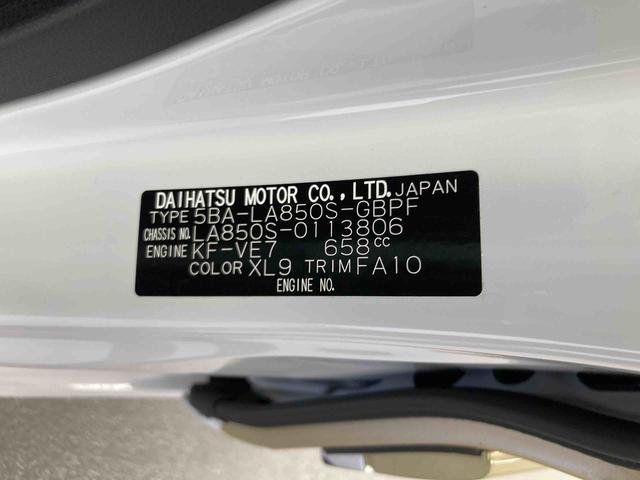 DAIHATSU MOTOR CO.,LTD. JAPAN
TYPE 5BA-LA850S-GBPF
CHASSIS NO. LA850S-0113806
ENGINE KF-VE7 658cc
COLOR XL9 TRIM FA10
ENGINE NO.